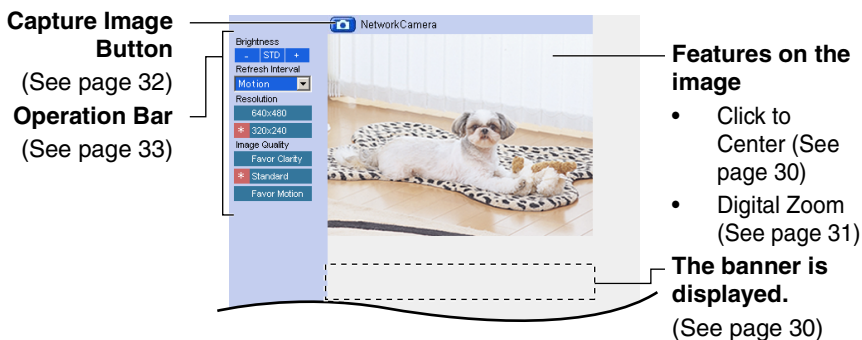 Capture Image
Button
(See page 32)
Operation Bar
(See page 33)
NetworkCamera
Brightness
- STD +
Refresh Interval
Motion
Resolution
640x480
* 320x240
Image Quality
Favor Clarity
* Standard
Favor Motion
Features on the
image
• Click to
Center (See
page 30)
• Digital Zoom
(See page 31)
The banner is
displayed.
(See page 30)